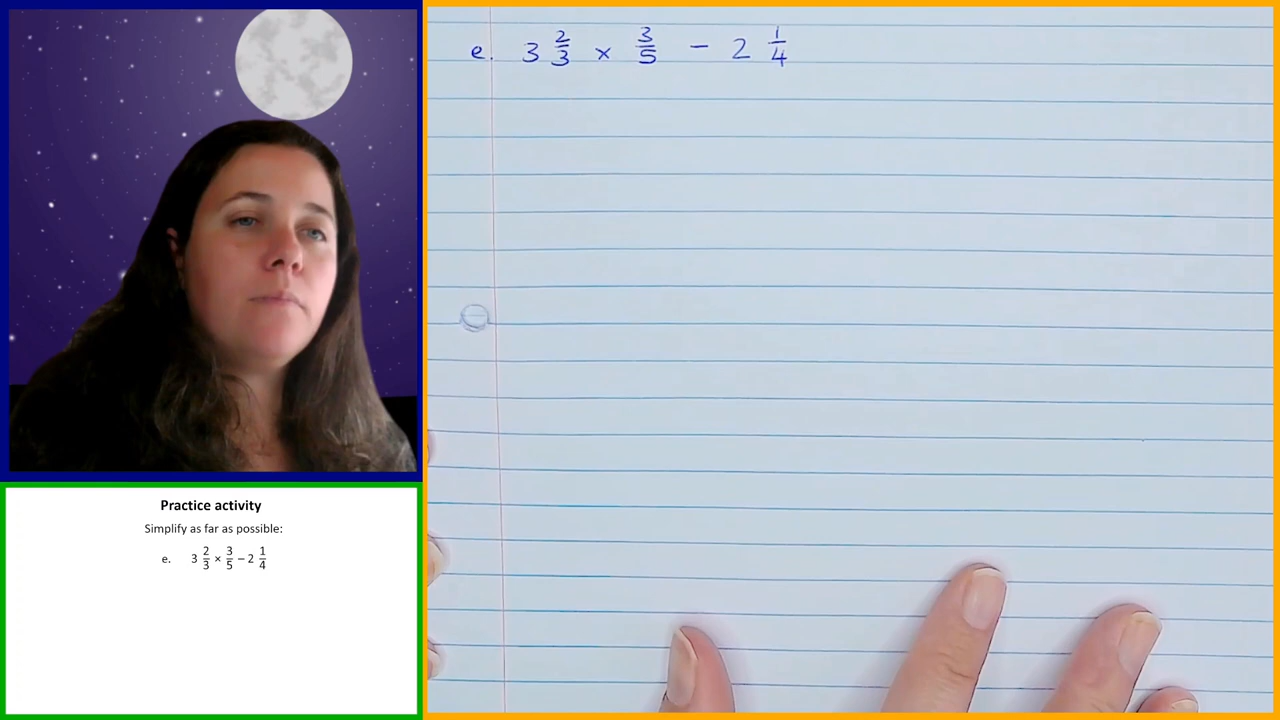 e. 3 2/3 × 3/5 − 2 1/4
Practice activity
Simplify as far as possible:
e. 3 2/3 × 3/5 − 2 1/4